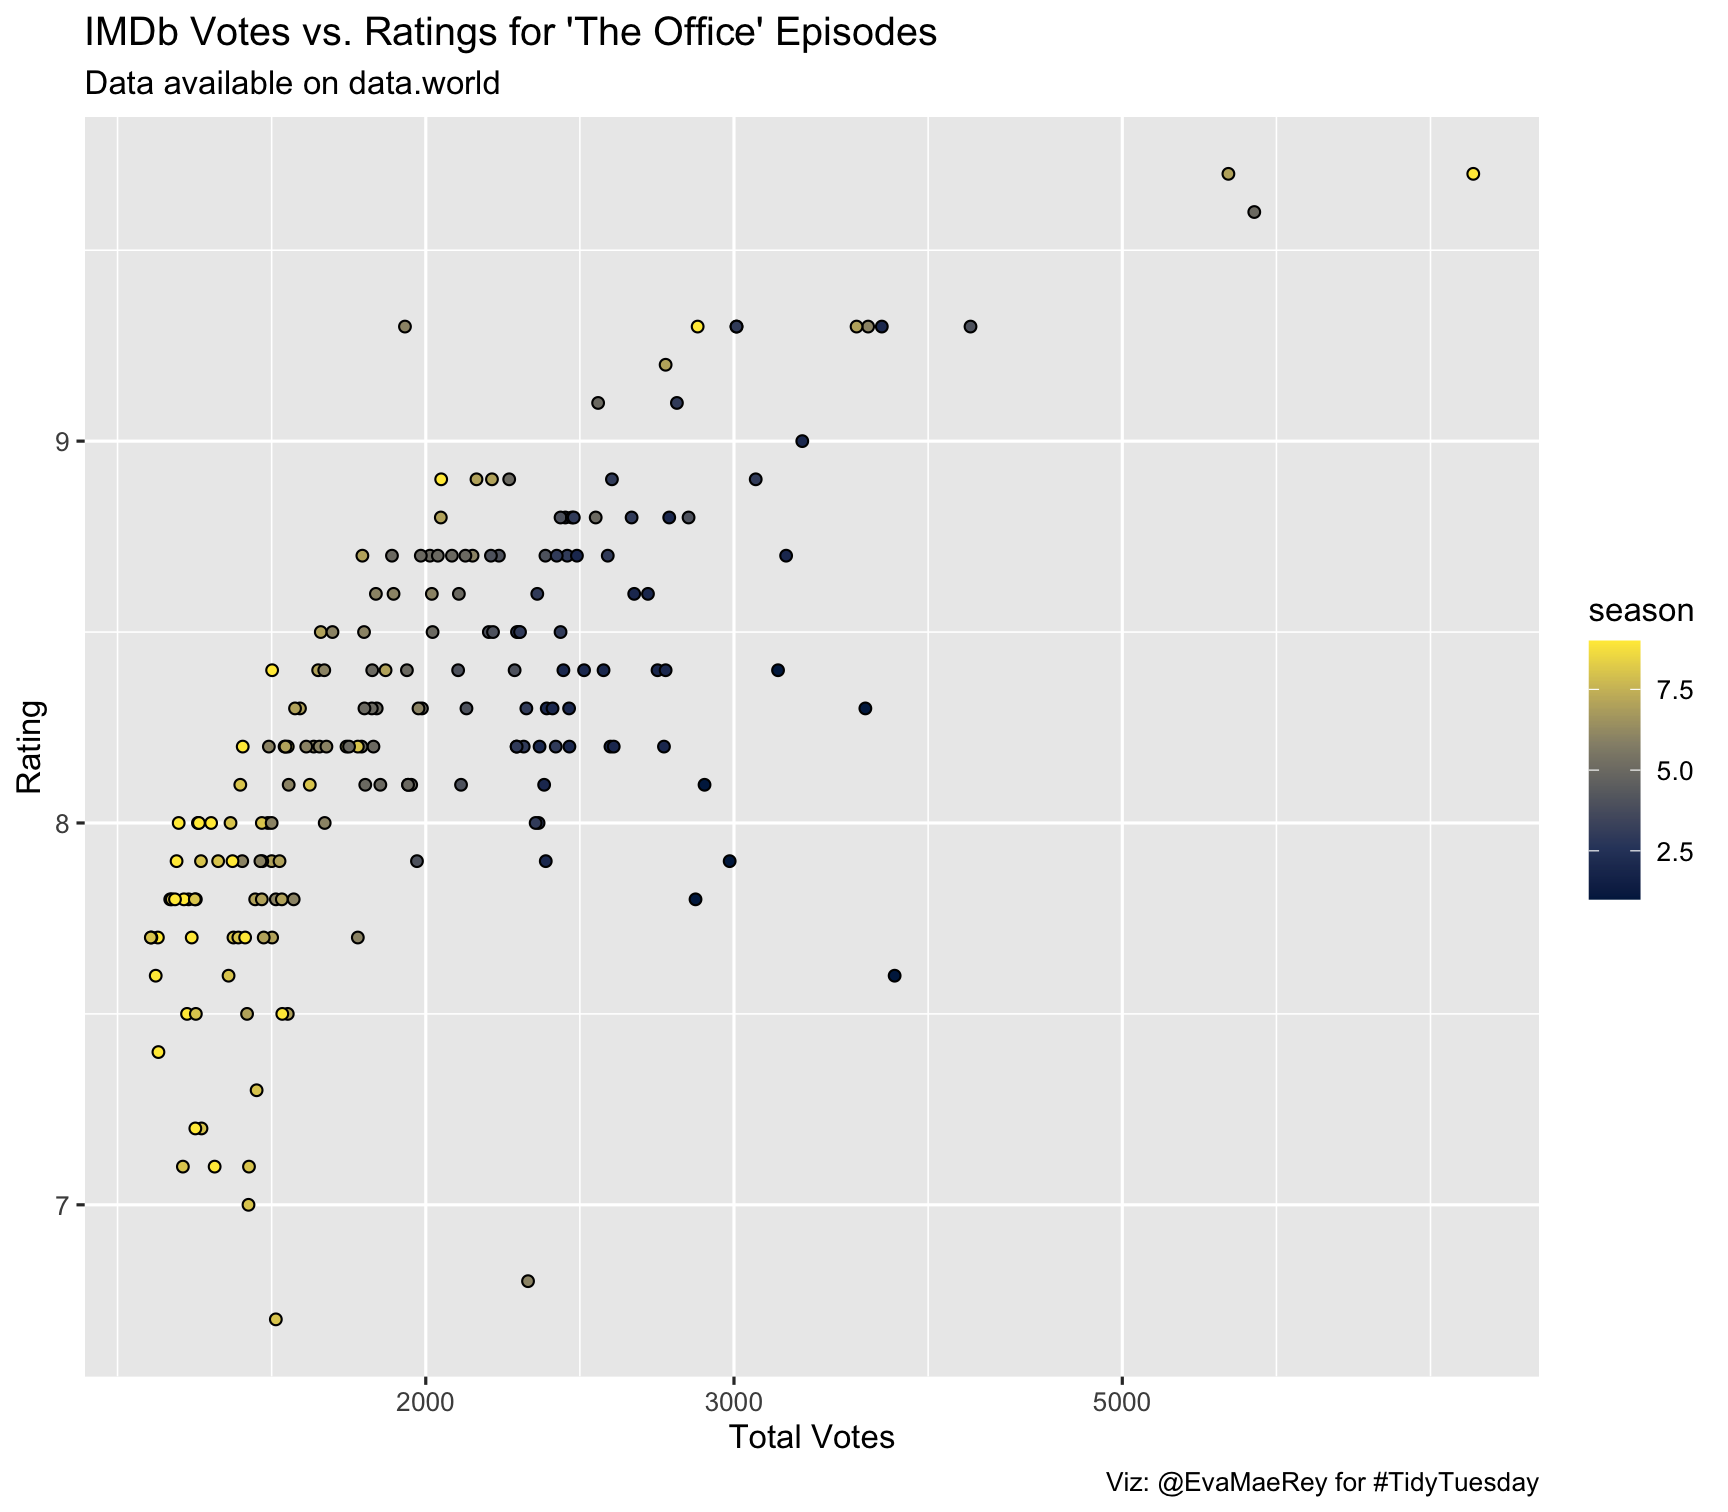 IMDb Votes vs. Ratings for 'The Office' Episodes
Data available on data.world
Rating
9
8
7
2000 3000 5000
Total Votes
season
7.5
5.0
2.5
Viz: @EvaMaeRey for #TidyTuesday